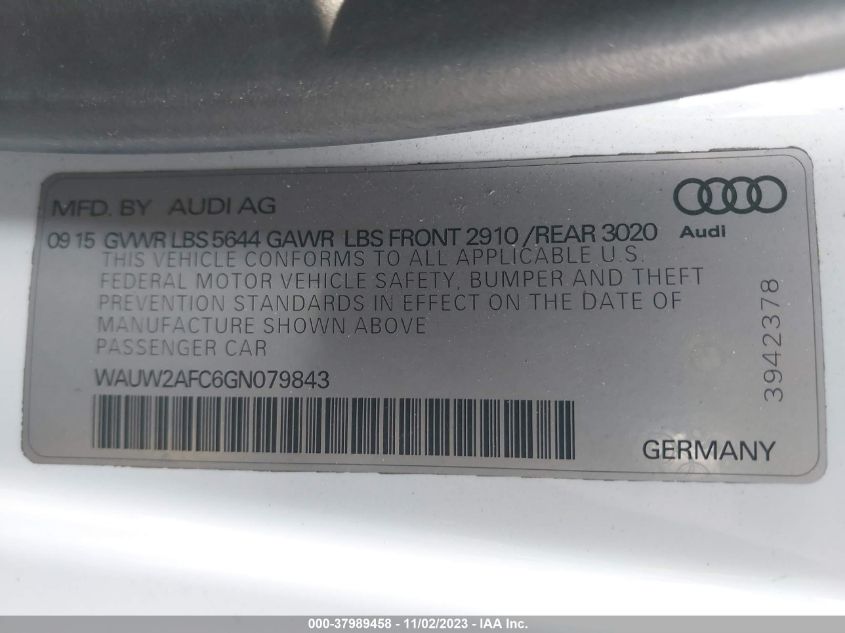 MFD. BY AUDI AG
09 15 GVWR LBS 5644 GAWR LBS FRONT 2910 / REAR 3020
Audi
THIS VEHICLE CONFORMS TO ALL APPLICABLE U.S.
FEDERAL MOTOR VEHICLE SAFETY, BUMPER AND THEFT
PREVENTION STANDARDS IN EFFECT ON THE DATE OF
MANUFACTURE SHOWN ABOVE
PASSENGER CAR
WAUW2AFC6GN079843
GERMANY
3942378
000-37989458 - 11/02/2023 - IAA Inc.